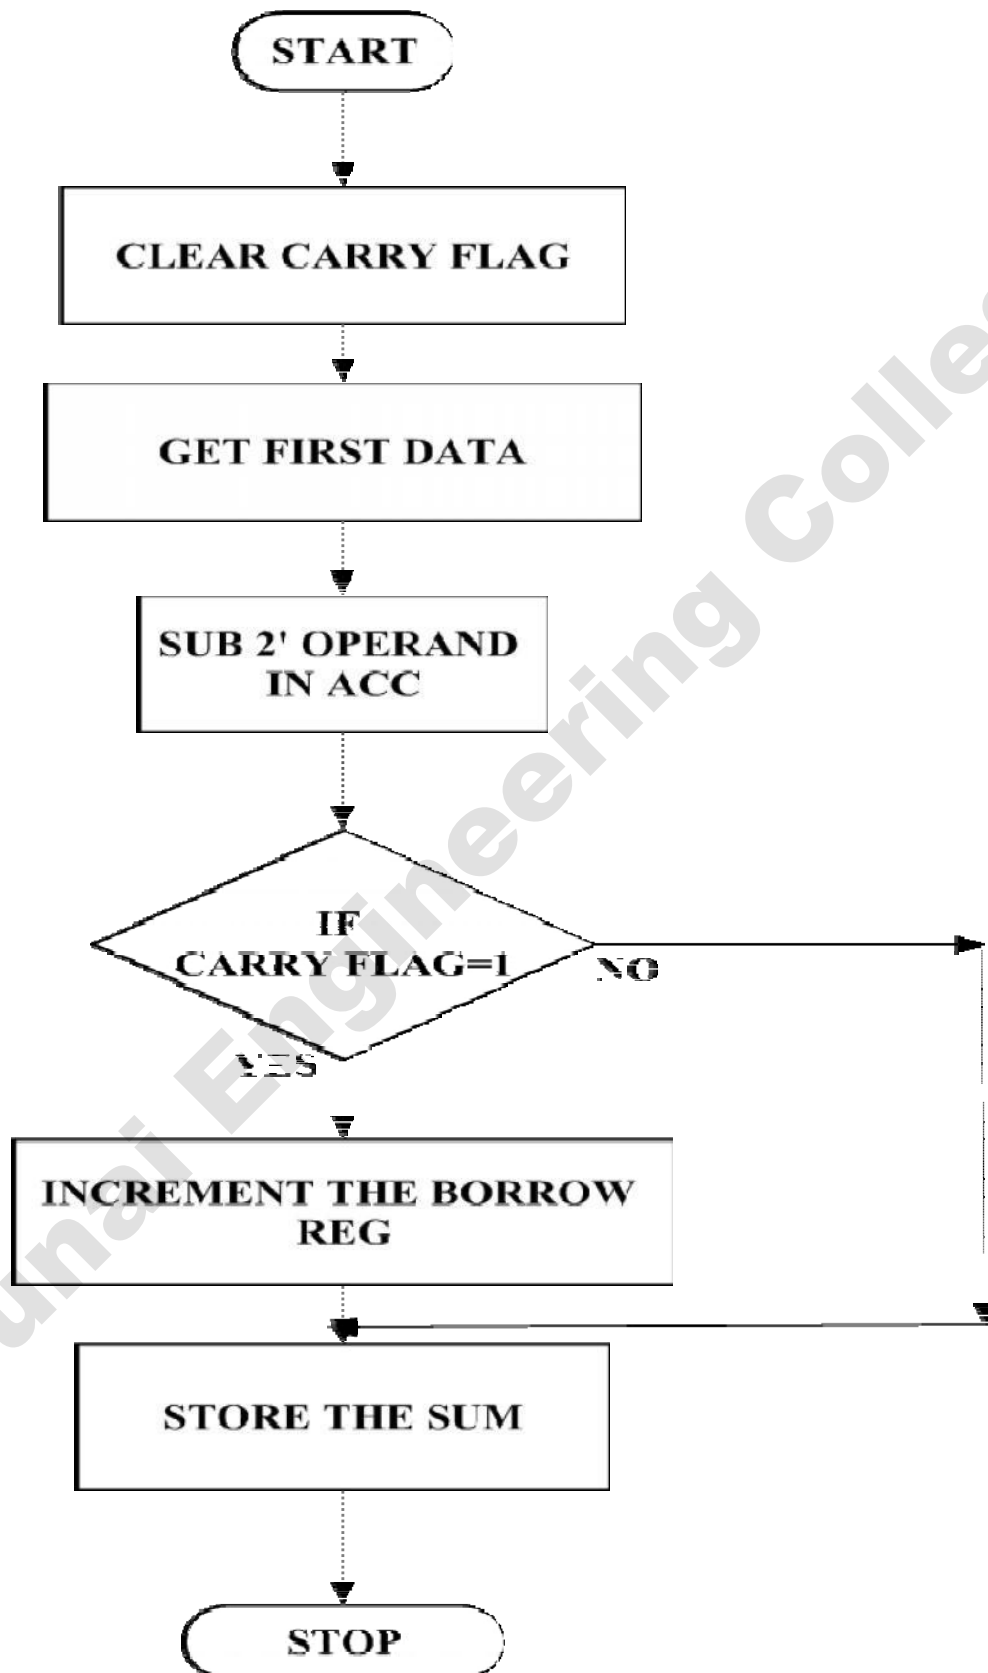 START
CLEAR CARRY FLAG
GET FIRST DATA
SUB 2' OPERAND
IN ACC
IF
CARRY FLAG=1
NO
YES
INCREMENT THE BORROW
REG
STORE THE SUM
STOP
Engineering